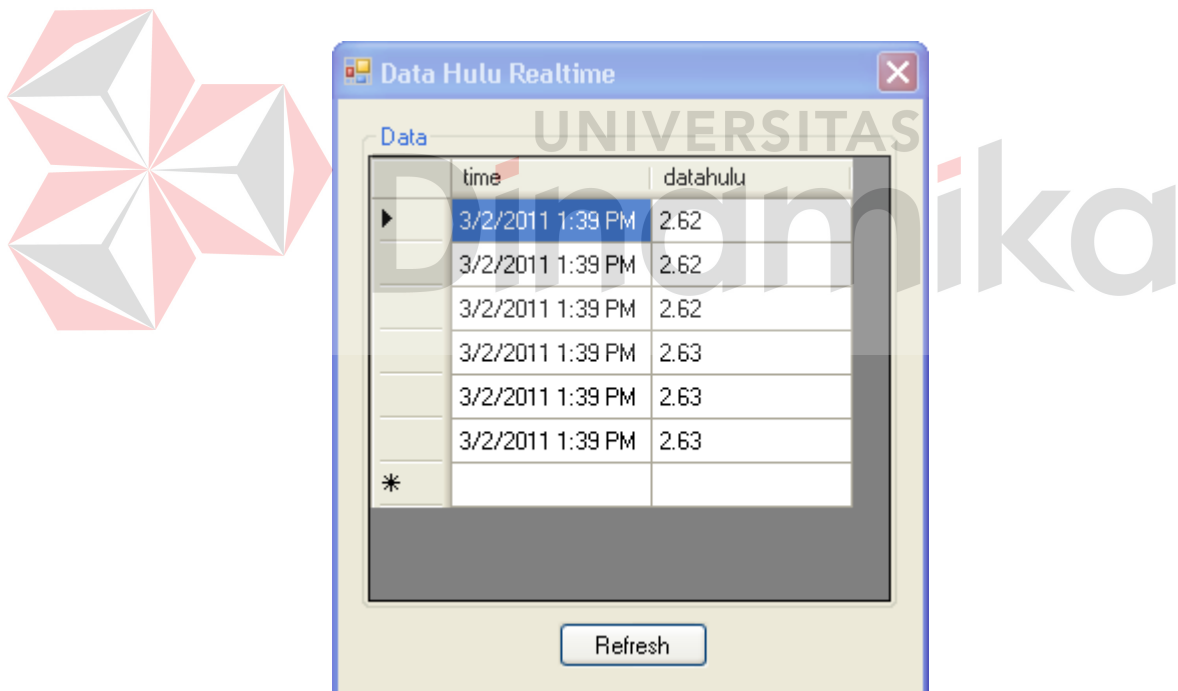 Data Hulu Realtime
UNIVERSITAS
Dinamika
Data
time datahulu
3/2/2011 1:39 PM 2.62
3/2/2011 1:39 PM 2.62
3/2/2011 1:39 PM 2.62
3/2/2011 1:39 PM 2.63
3/2/2011 1:39 PM 2.63
3/2/2011 1:39 PM 2.63
Refresh